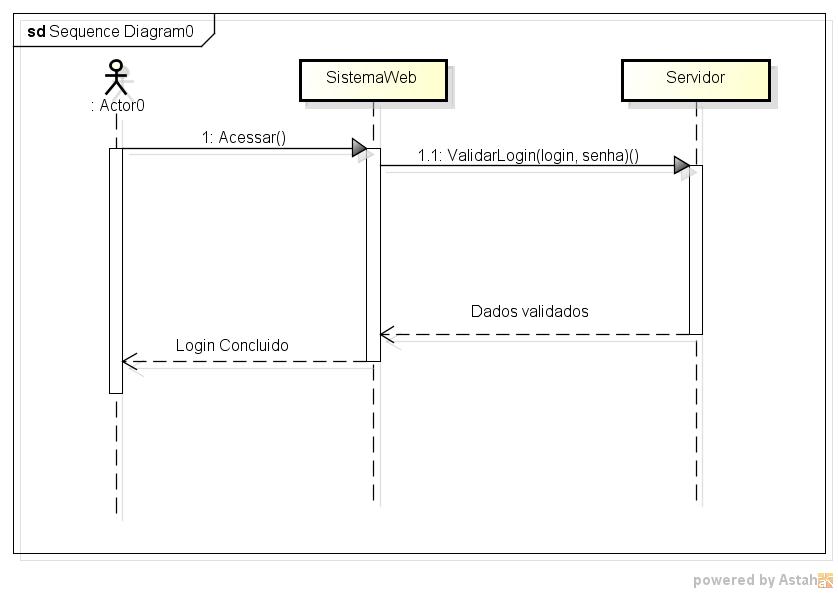 sd Sequence Diagram0
: Actor0
SistemaWeb
Servidor
1: Acessar()
1.1: ValidarLogin(login, senha)()
Dados validados
Login Concluido
powered by Astah